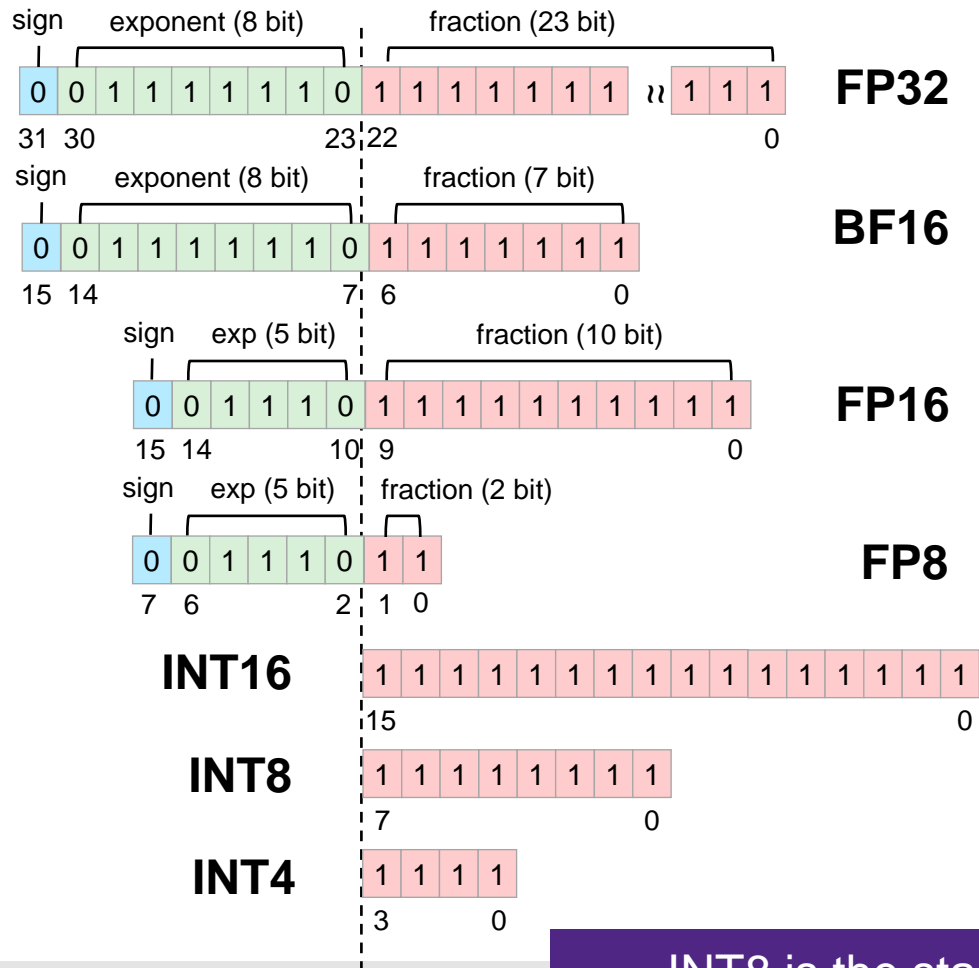 sign exponent (8 bit) fraction (23 bit)
0 0 1 1 1 1 1 1 0 1 1 1 1 1 1 1 ≈ 1 1 1 FP32
31 30 23 22 0
sign exponent (8 bit) fraction (7 bit)
0 0 1 1 1 1 1 1 0 1 1 1 1 1 1 1 BF16
15 14 7 6 0
sign exp (5 bit) fraction (10 bit)
0 0 1 1 1 0 1 1 1 1 1 1 1 1 1 1 FP16
15 14 10 9 0
sign exp (5 bit) fraction (2 bit)
0 0 1 1 1 0 1 1 FP8
7 6 2 1 0
INT16 1 1 1 1 1 1 1 1 1 1 1 1 1 1 1 1
15 0
INT8 1 1 1 1 1 1 1 1
7 0
INT4 1 1 1 1
3 0
INT8 is the sta